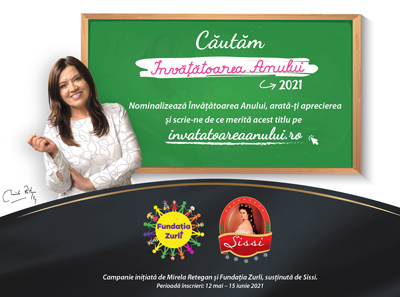 Căutăm
Învățătoarea Anului
2021
Nominalizează Învățătoarea Anului, arată-ți aprecierea
și scrie-ne de ce merită acest titlu pe
invatatoareaanului.ro
Fundația
Zurli
Sissi
Campanie inițiată de Mirela Retegan și Fundația Zurli, susținută de Sissi.
Perioadă înscrieri: 12 mai – 15 iunie 2021